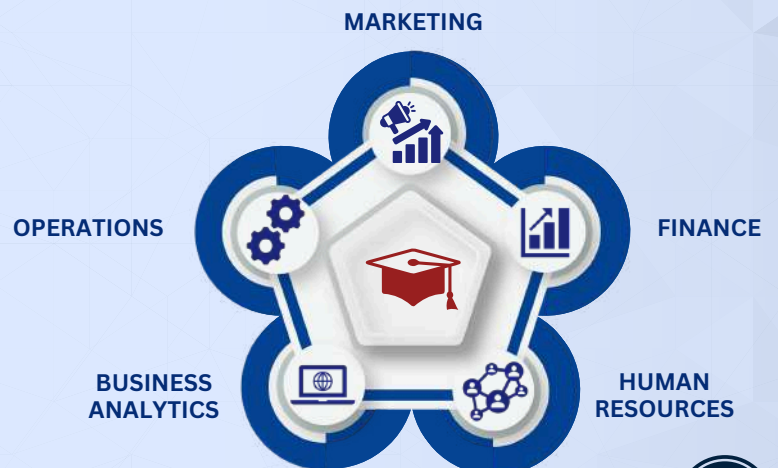 MARKETING
OPERATIONS
FINANCE
BUSINESS
ANALYTICS
HUMAN
RESOURCES